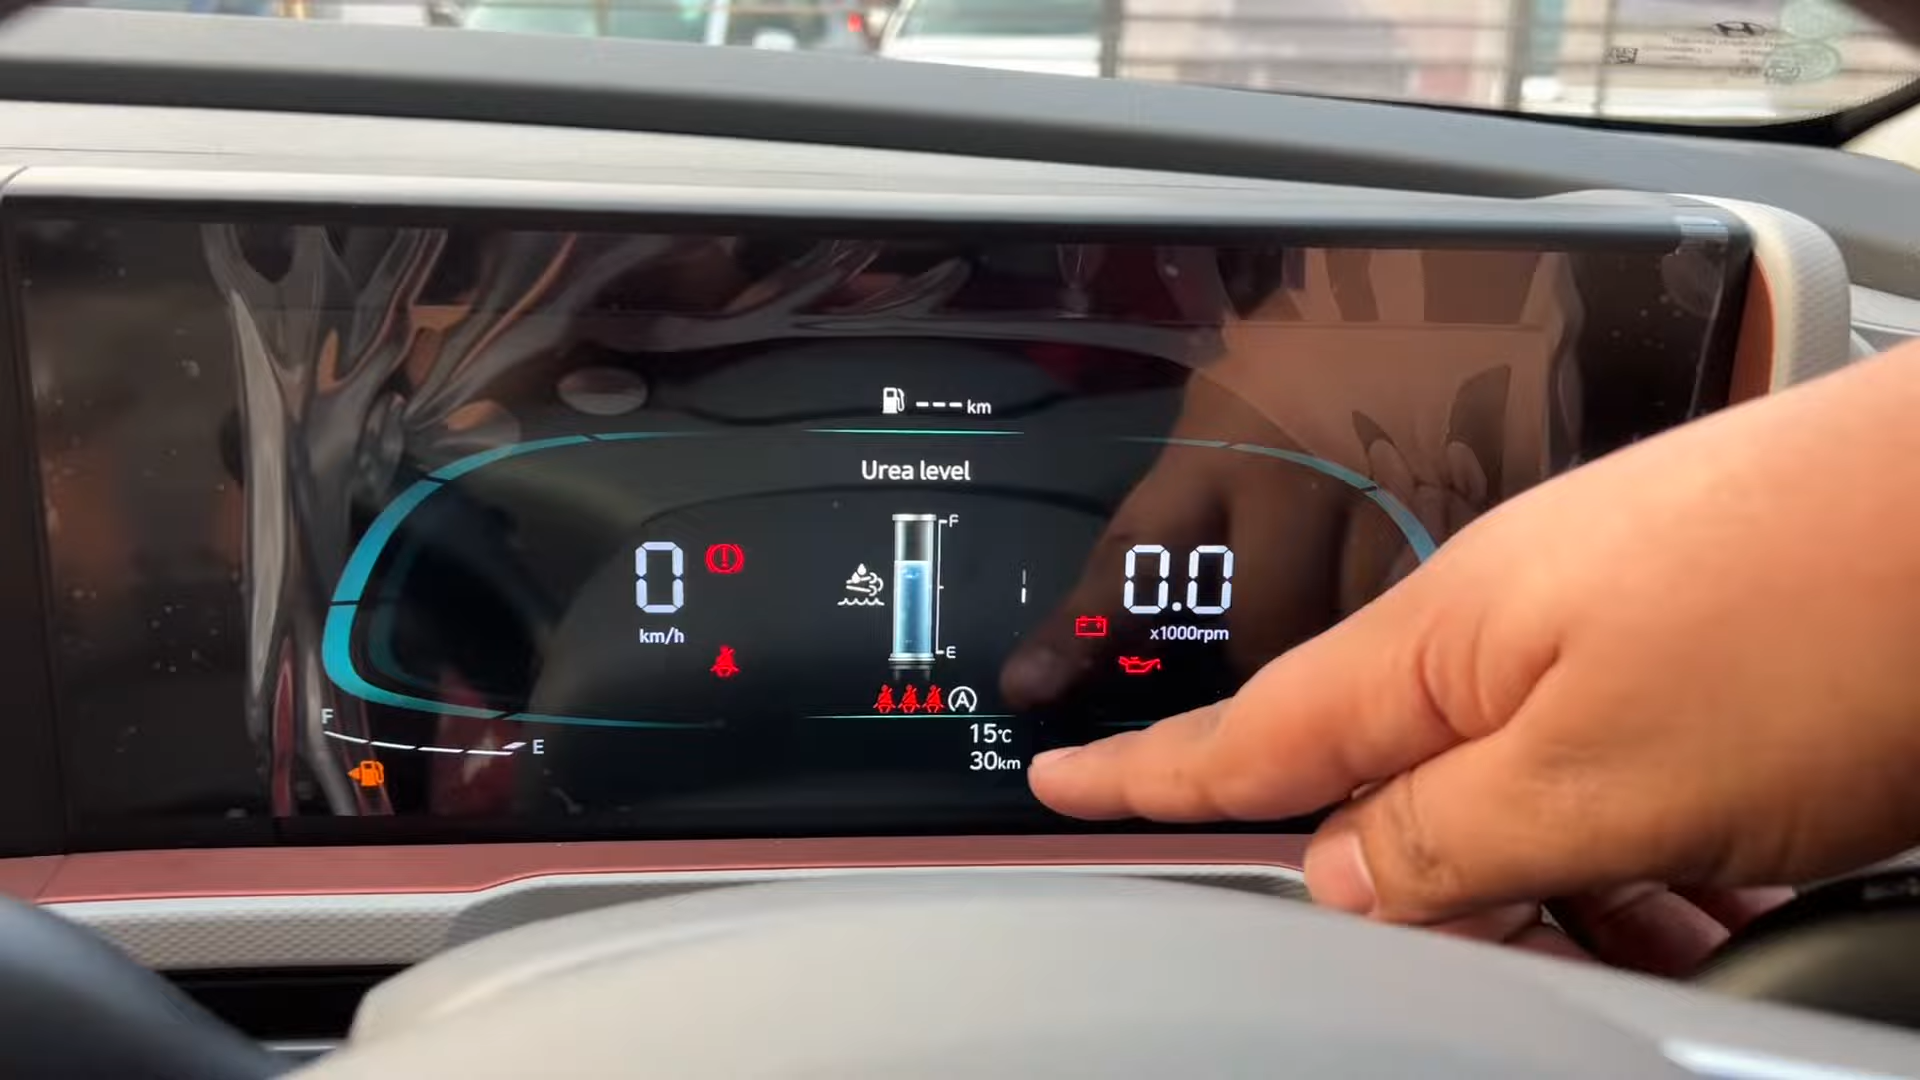 --- km
Urea level
F
E
0
km/h
0.0
x1000rpm
A
15°C
30km
F
E